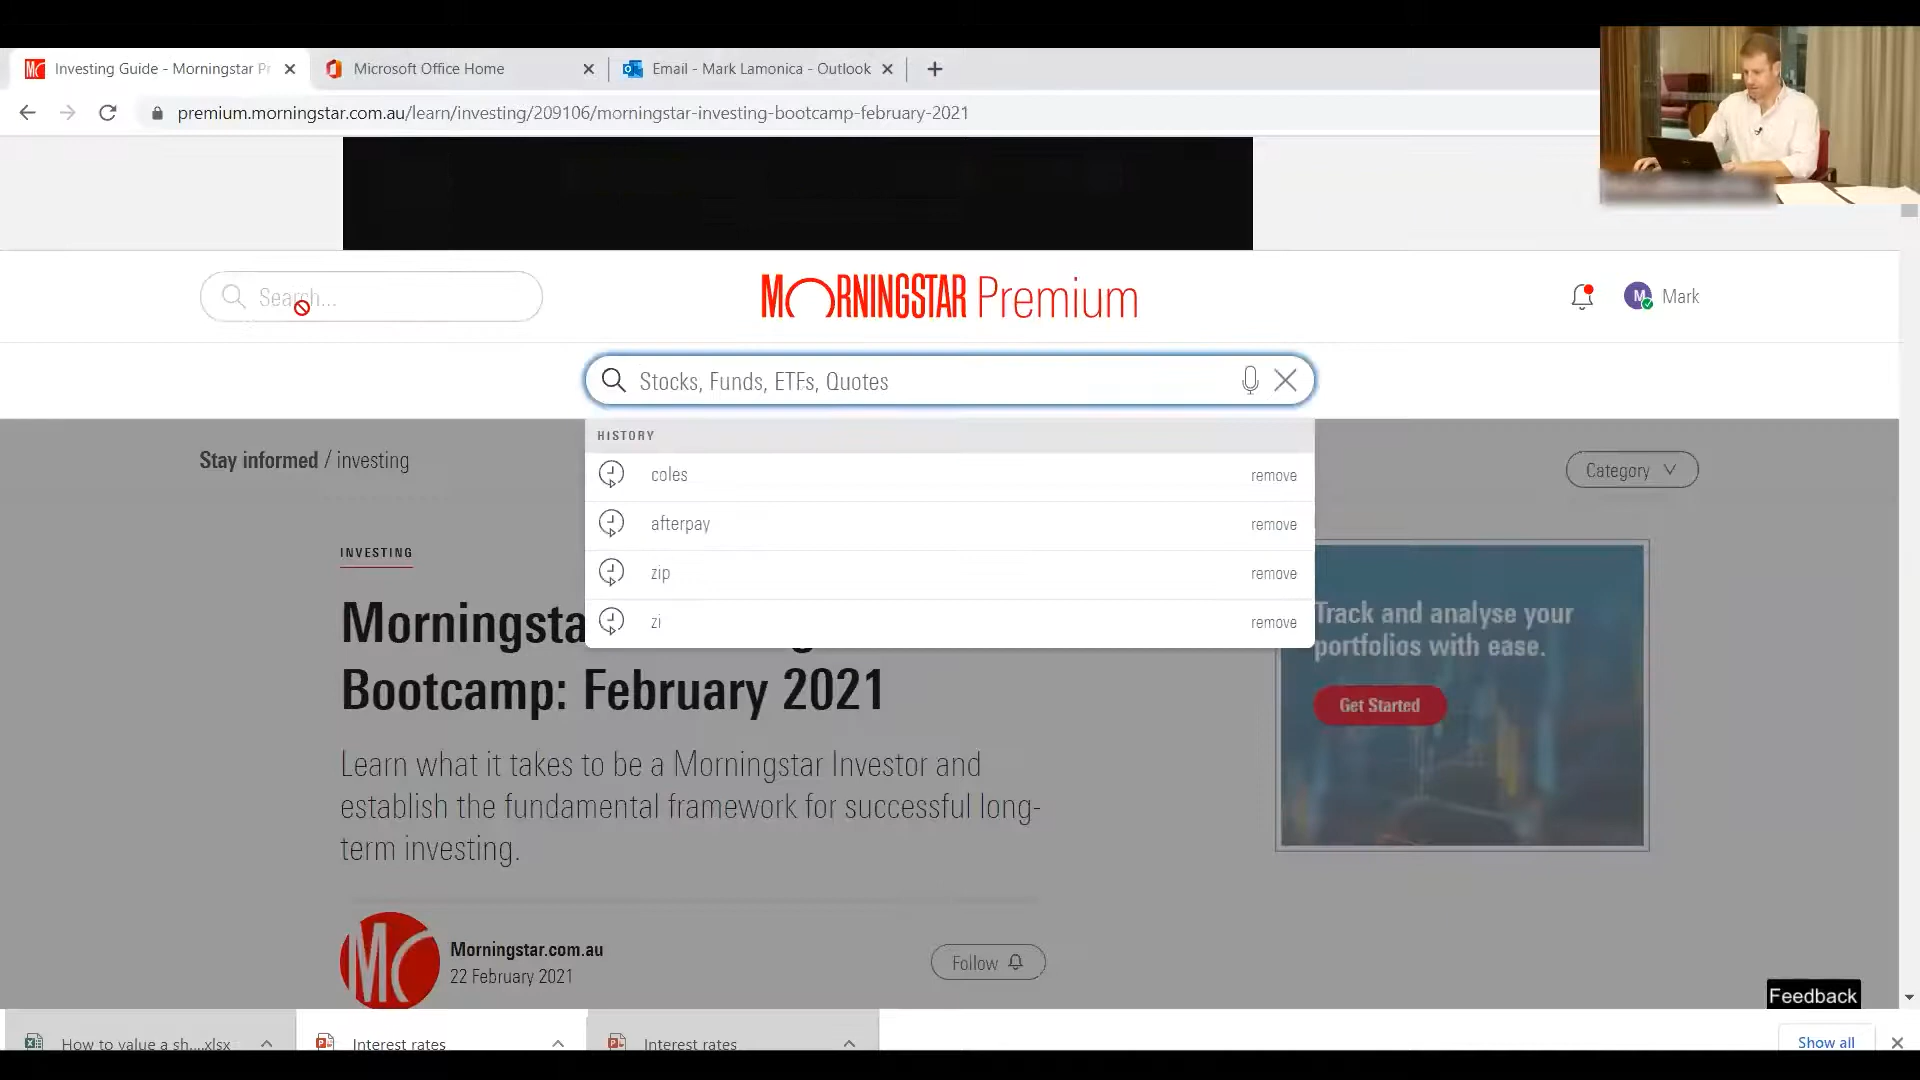 Investing Guide - Morningstar Pr
Microsoft Office Home
Email - Mark Lamonica - Outlook
premium.morningstar.com.au/learn/investing/209106/morningstar-investing-bootcamp-february-2021
Search...
MORNINGSTAR Premium
M
Mark
Stocks, Funds, ETFs, Quotes
HISTORY
coles
remove
afterpay
remove
zip
remove
zi
remove
Stay informed / investing
Category
INVESTING
Morningsta
Bootcamp: February 2021
Learn what it takes to be a Morningstar Investor and
establish the fundamental framework for successful long-
term investing.
Track and analyse your
portfolios with ease.
Get Started
Morningstar.com.au
22 February 2021
Follow
Feedback
How to value a sh....xlsx
Interest rates
Interest rates
Show all